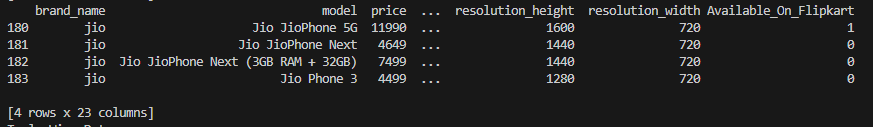 brand_name model price ... resolution_height resolution_width Available_On_Flipkart
180 jio Jio JioPhone 5G 11990 ... 1600 720 1
181 jio Jio JioPhone Next 4649 ... 1440 720 0
182 jio Jio JioPhone Next (3GB RAM + 32GB) 7499 ... 1440 720 0
183 jio Jio Phone 3 4499 ... 1280 720 0
[4 rows x 23 columns]